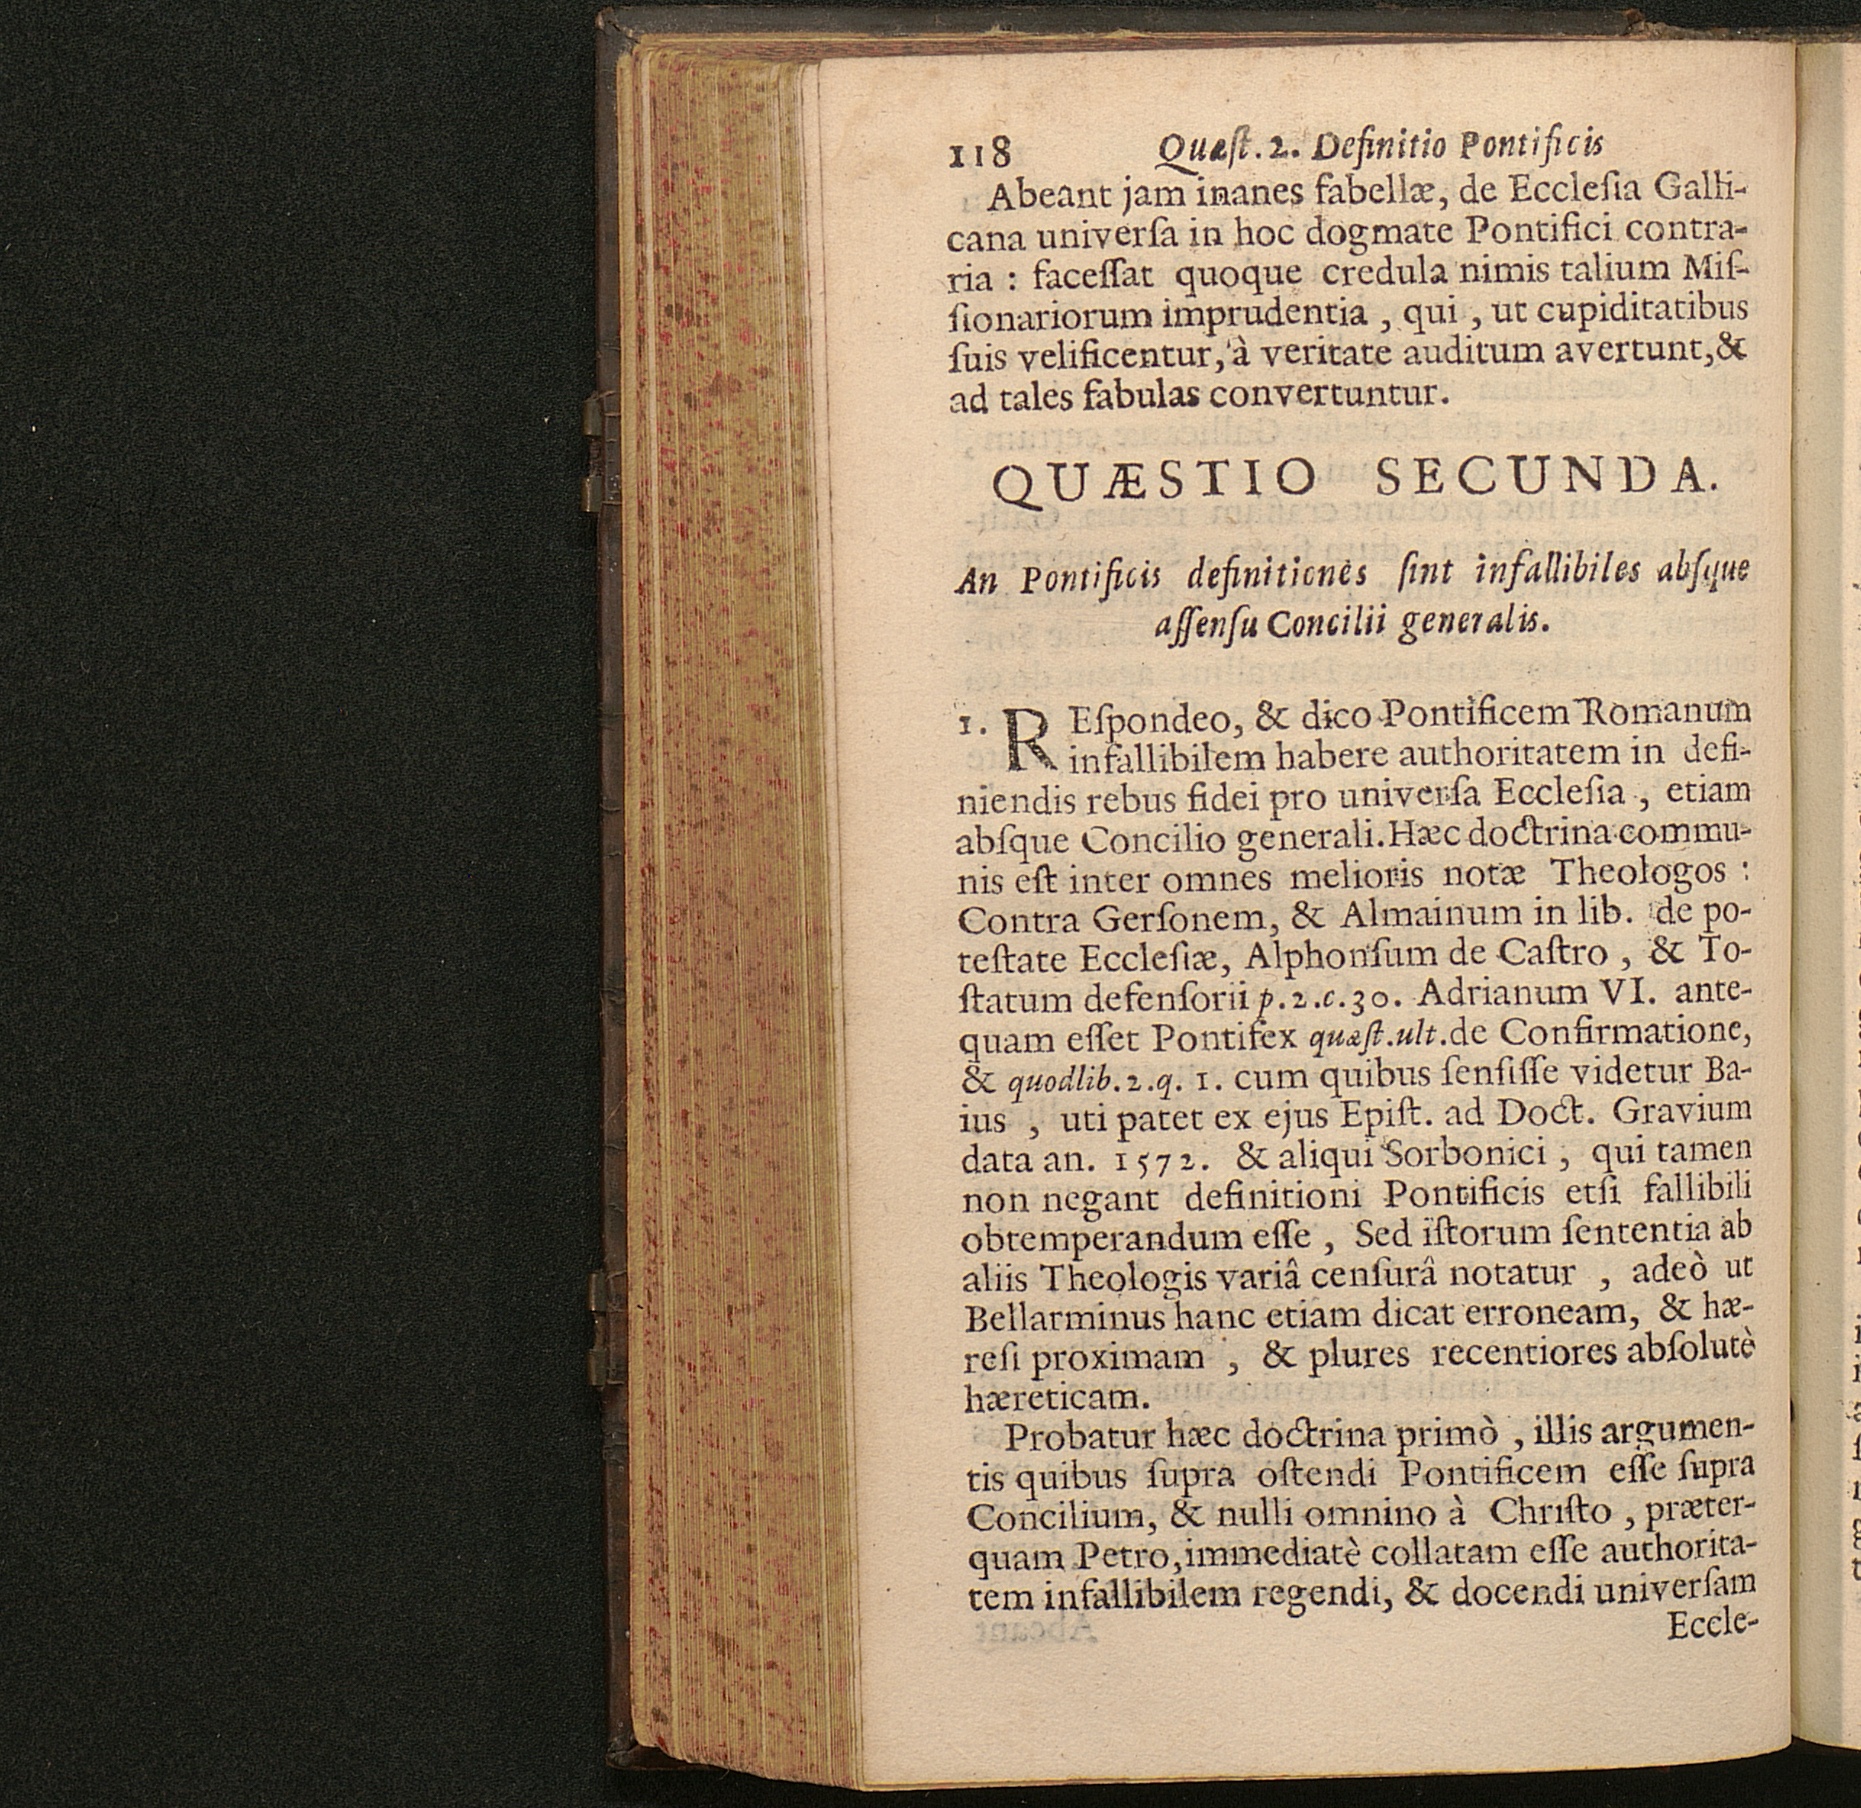 118 Quæſt. 2. Definitio Pontificis
Abeant jam inanes fabellæ, de Eccleſia Galli-
cana univerſa in hoc dogmate Pontifici contra-
ria : faceſſat quoque credula nimis talium Miſ-
ſionariorum imprudentia , qui , ut cupiditatibus
ſuis velificentur, à veritate auditum avertunt, &
ad tales fabulas convertuntur.
QUÆSTIO SECUNDA.
An Pontificis definitiones ſint infallibiles abſque
aſſenſu Concilii generalis.
1. REſpondeo, & dico Pontificem Romanum
infallibilem habere authoritatem in defi-
niendis rebus fidei pro univerſa Eccleſia , etiam
abſque Concilio generali. Hæc doctrina commu-
nis eſt inter omnes melioris notæ Theologos :
Contra Gerſonem, & Almainum in lib. de po-
teſtate Eccleſiæ, Alphonſum de Caſtro , & To-
ſtatum defenſorii p. 2. c. 30. Adrianum VI. ante-
quam eſſet Pontifex quæſt. ult. de Confirmatione,
& quodlib. 2. q. 1. cum quibus ſenſiſſe videtur Ba-
ius , uti patet ex ejus Epiſt. ad Doct. Gravium
data an. 1572. & aliqui Sorbonici , qui tamen
non negant definitioni Pontificis etſi fallibili
obtemperandum eſſe , Sed iſtorum ſententia ab
aliis Theologis variâ cenſurâ notatur , adeò ut
Bellarminus hanc etiam dicat erroneam, & hæ-
reſi proximam , & plures recentiores abſolutè
hæreticam.
Probatur hæc doctrina primò , illis argumen-
tis quibus ſupra oſtendi Pontificem eſſe ſupra
Concilium, & nulli omnino à Chriſto , præter-
quam Petro, immediatè collatam eſſe authorita-
tem infallibilem regendi, & docendi univerſam
Eccle-